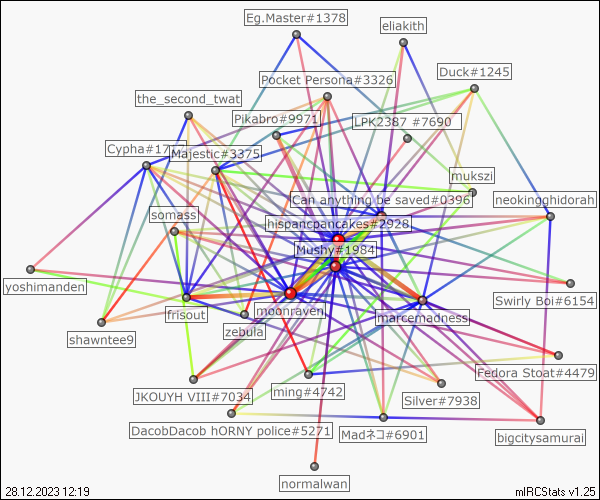 Eg.Master#1378
eliakith
Duck#1245
Pocket Persona#3326
the_second_twat
Pikabro#9971
LPK2387 #7690
Majestic#3375
mukszi
Can anything be saved#0396
neokingghidorah
somass
hispancpancakes#2928
Mushy#1984
yoshimanden
Swirly Boi#6154
frisout
moonraven
marcemadness
zebula
shawntee9
Fedora Stoat#4479
JKOUYH VIII#7034
ming#4742
Silver#7938
DacobDacob hORNY police#5271
Madネコ#6901
bigcitysamurai
normalwan
28.12.2023 12:19
mIRCStats v1.25